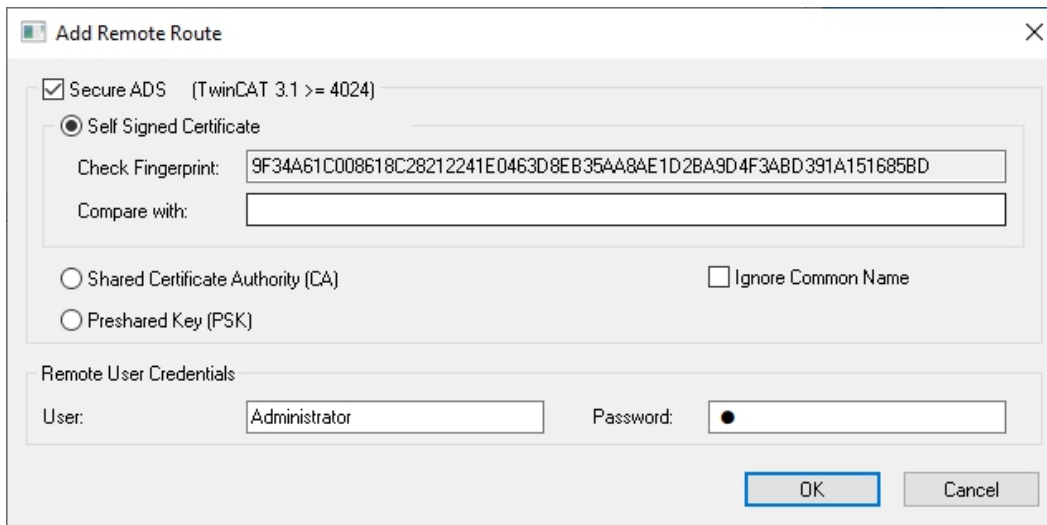 Add Remote Route
Secure ADS (TwinCAT 3.1 >= 4024)
Self Signed Certificate
Check Fingerprint: 9F34A61C008618C28212241E0463D8EB35AA8AE1D2BA9D4F3ABD391A151685BD
Compare with:
Shared Certificate Authority (CA) Ignore Common Name
Preshared Key (PSK)
Remote User Credentials
User: Administrator Password: ●
OK Cancel